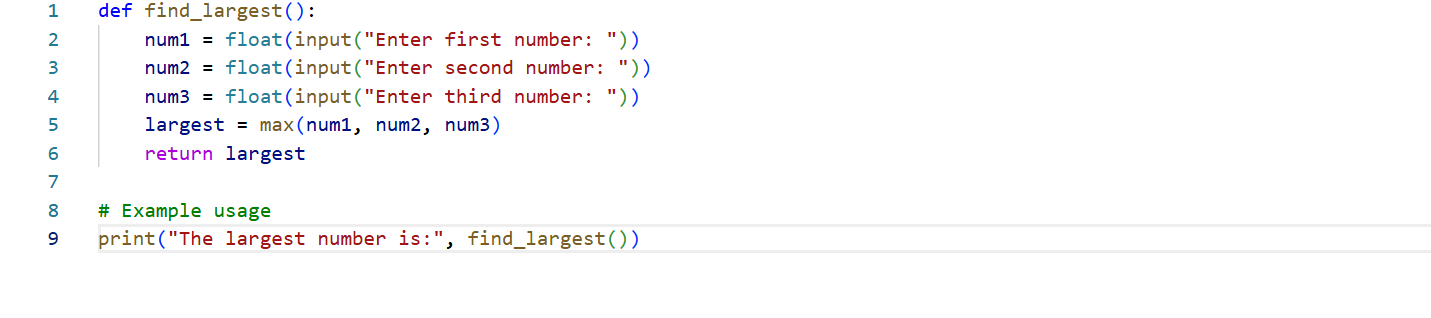 1 def find_largest():
2     num1 = float(input("Enter first number: "))
3     num2 = float(input("Enter second number: "))
4     num3 = float(input("Enter third number: "))
5     largest = max(num1, num2, num3)
6     return largest
7
8 # Example usage
9 print("The largest number is:", find_largest())